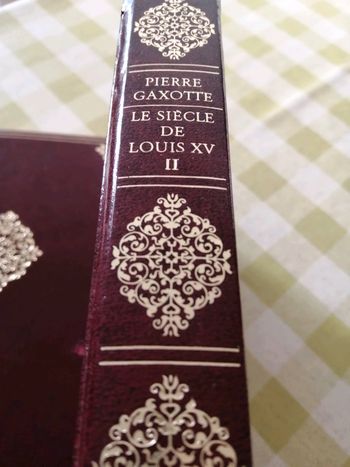 PIERRE
GAXOTTE
LE SIÈCLE
DE
LOUIS XV
II